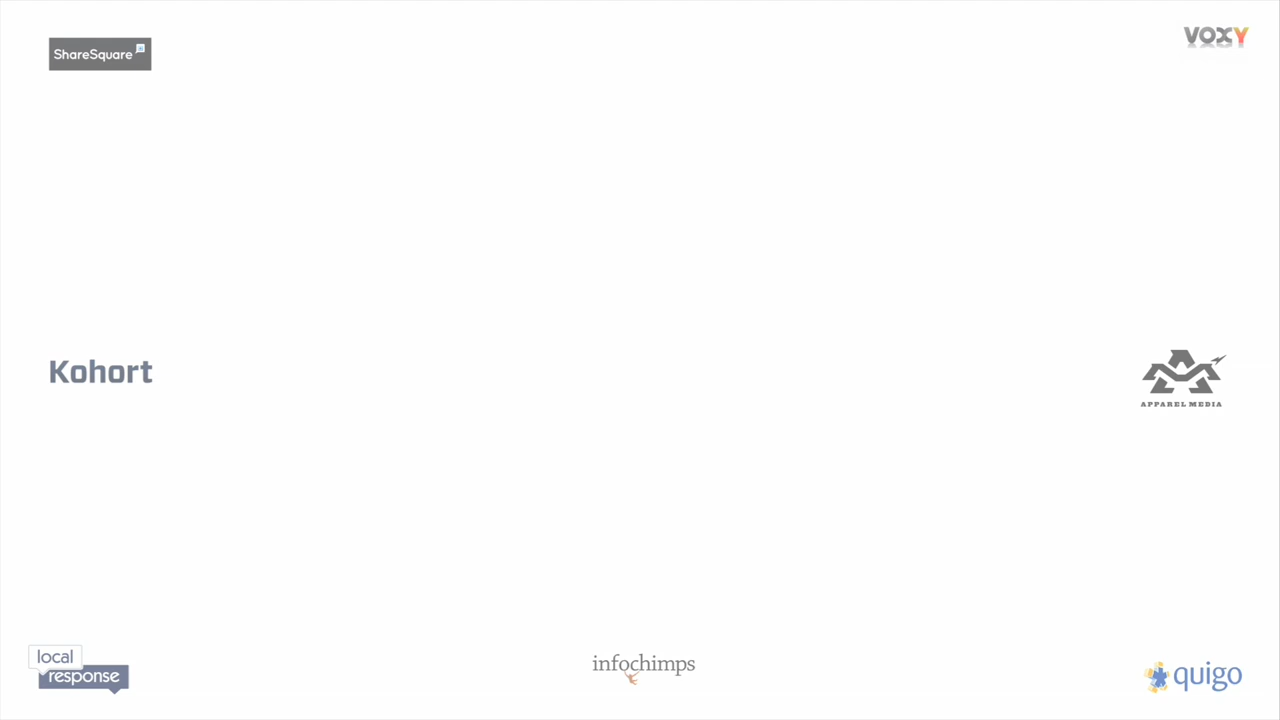 ShareSquare
VOXY
Kohort
APPAREL MEDIA
local
response
infochimps
quigo